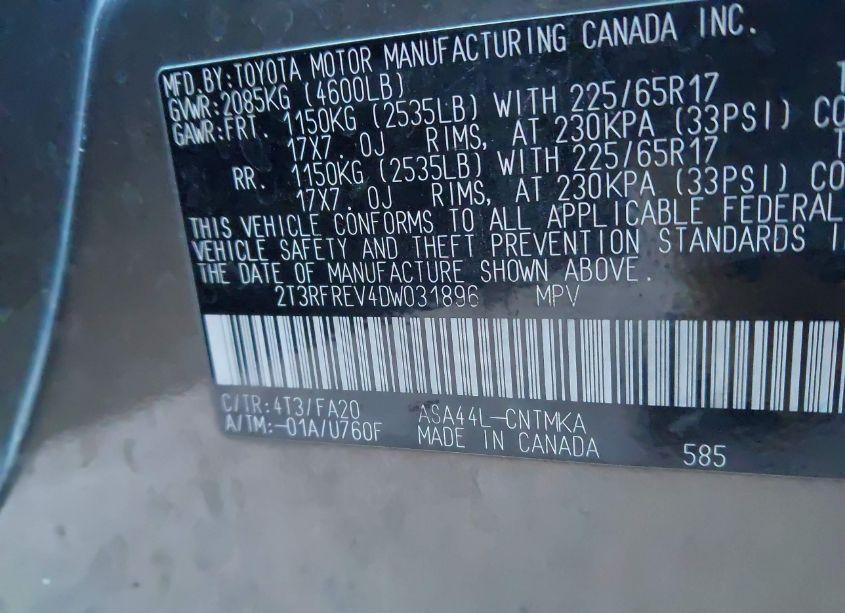 MFD.BY:TOYOTA MOTOR MANUFACTURING CANADA INC.
GVWR:2085KG (4600LB)
GAWR:FRT. 1150KG (2535LB) WITH 225/65R17
17X7.0J RIMS, AT 230KPA (33PSI) CO
RR. 1150KG (2535LB) WITH 225/65R17
17X7.0J RIMS, AT 230KPA (33PSI) CO
THIS VEHICLE CONFORMS TO ALL APPLICABLE FEDERAL
VEHICLE SAFETY AND THEFT PREVENTION STANDARDS I
THE DATE OF MANUFACTURE SHOWN ABOVE.
2T3RFREV4DW031896 MPV
C/TR:4T3/FA20 ASA44L-CNTMKA
A/TM:-01A/U760F MADE IN CANADA 585